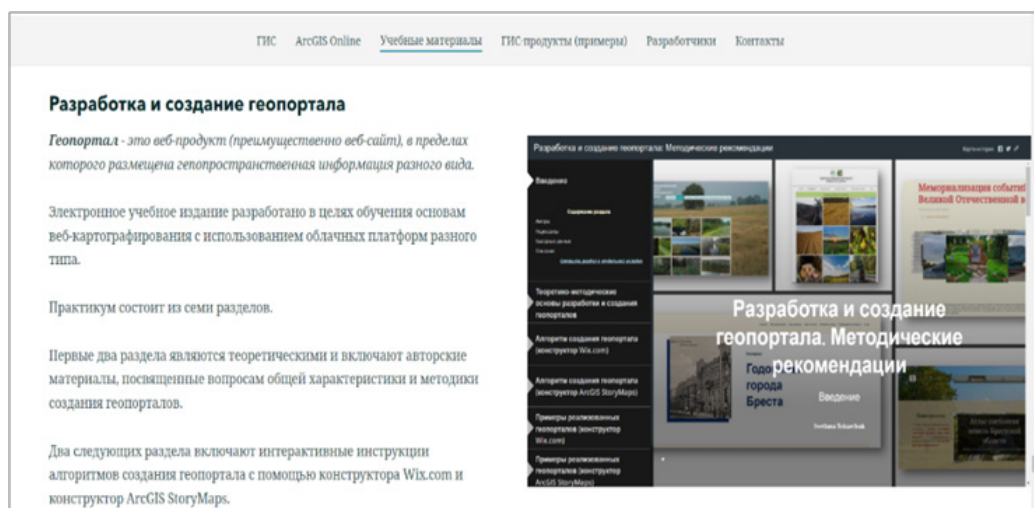 ГИС ArcGIS Online Учебные материалы ГИС-продукты (примеры) Разработчики Контакты
Разработка и создание геопортала
Геопортал - это веб-продукт (преимущественно веб-сайт), в пределах
которого размещена гепопространственная информация разного вида.
Электронное учебное издание разработано в целях обучения основам
веб-картографирования с использованием облачных платформ разного
типа.
Практикум состоит из семи разделов.
Первые два раздела являются теоретическими и включают авторские
материалы, посвященные вопросам общей характеристики и методики
создания геопорталов.
Два следующих раздела включают интерактивные инструкции
алгоритмов создания геопортала с помощью конструктора Wix.com и
конструктор ArcGIS StoryMaps.
Разработка и создание геопортала: Методические рекомендации
Введение
Содержание раздела
Теоретико-методические
основы разработки и создания
геопорталов
Алгоритм создания геопортала
(конструктор Wix.com)
Алгоритм создания геопортала
(конструктор ArcGIS StoryMaps)
Примеры реализованных
геопорталов (конструктор
Wix.com)
Примеры реализованных
геопорталов (конструктор
ArcGIS StoryMaps)
Мемориализация событий
Великой Отечественной в
Разработка и создание
геопортала. Методические
рекомендации
Введение
Svetlana Tokarchuk
города
Бреста